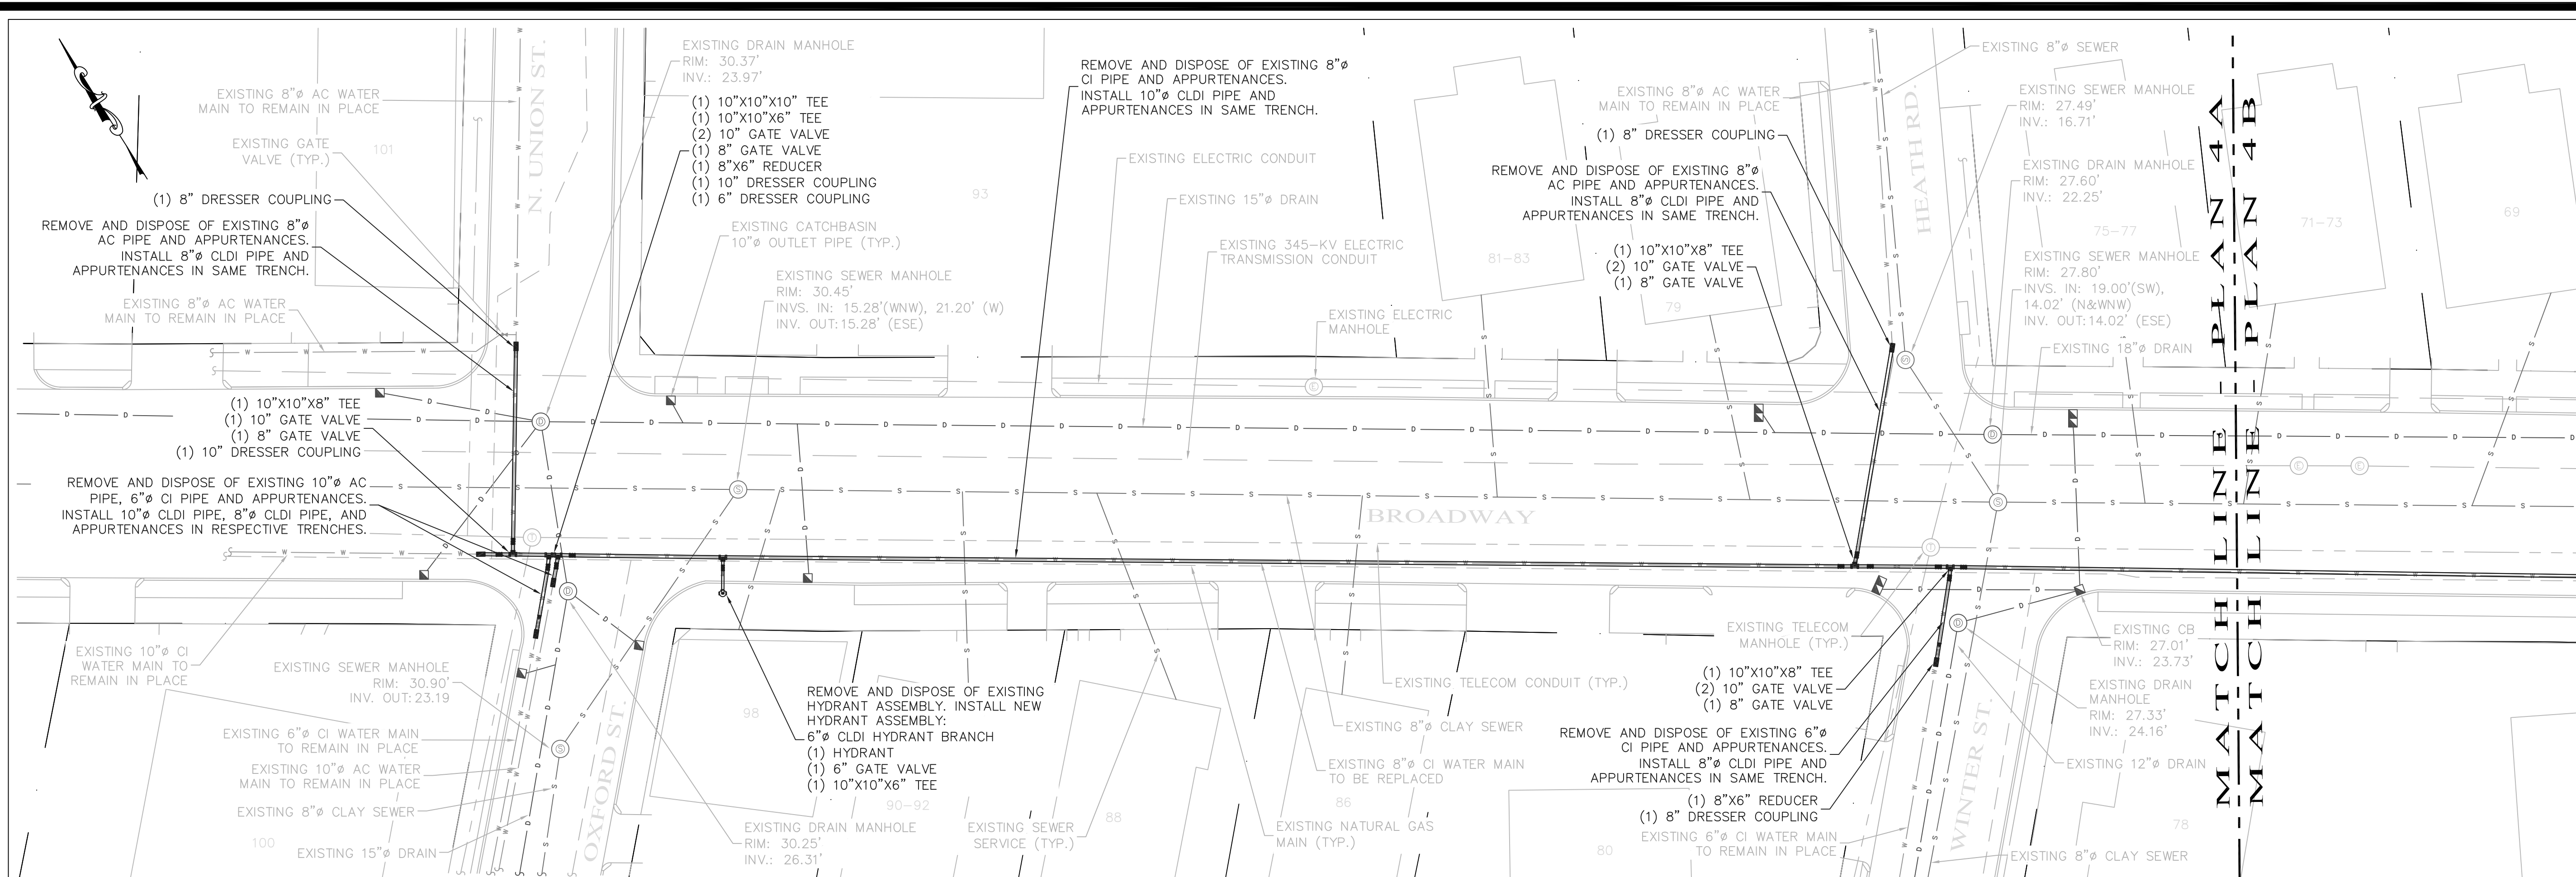 EXISTING 8"ø AC WATER
MAIN TO REMAIN IN PLACE
EXISTING GATE
VALVE (TYP.)
101
(1) 8" DRESSER COUPLING
REMOVE AND DISPOSE OF EXISTING 8"ø
AC PIPE AND APPURTENANCES.
INSTALL 8"ø CLDI PIPE AND
APPURTENANCES IN SAME TRENCH.
EXISTING 8"ø AC WATER
MAIN TO REMAIN IN PLACE
(1) 10"X10"X8" TEE
(1) 10" GATE VALVE
(1) 8" GATE VALVE
(1) 10" DRESSER COUPLING
REMOVE AND DISPOSE OF EXISTING 10"ø AC
PIPE, 6"ø CI PIPE AND APPURTENANCES.
INSTALL 10"ø CLDI PIPE, 8"ø CLDI PIPE, AND
APPURTENANCES IN RESPECTIVE TRENCHES.
EXISTING 10"ø CI
WATER MAIN TO
REMAIN IN PLACE
EXISTING SEWER MANHOLE
RIM: 30.90'
INV. OUT:23.19
EXISTING 6"ø CI WATER MAIN
TO REMAIN IN PLACE
EXISTING 10"ø AC WATER
MAIN TO REMAIN IN PLACE
EXISTING 8"ø CLAY SEWER
100
EXISTING 15"ø DRAIN
N. UNION ST.
OXFORD ST.
EXISTING DRAIN MANHOLE
RIM: 30.37'
INV.: 23.97'
(1) 10"X10"X10" TEE
(1) 10"X10"X6" TEE
(2) 10" GATE VALVE
(1) 8" GATE VALVE
(1) 8"X6" REDUCER
(1) 10" DRESSER COUPLING
(1) 6" DRESSER COUPLING
93
EXISTING CATCHBASIN
10"ø OUTLET PIPE (TYP.)
EXISTING SEWER MANHOLE
RIM: 30.45'
INVS. IN: 15.28'(WNW), 21.20' (W)
INV. OUT:15.28' (ESE)
REMOVE AND DISPOSE OF EXISTING 8"ø
CI PIPE AND APPURTENANCES.
INSTALL 10"ø CLDI PIPE AND
APPURTENANCES IN SAME TRENCH.
EXISTING ELECTRIC CONDUIT
EXISTING 15"ø DRAIN
EXISTING 345-KV ELECTRIC
TRANSMISSION CONDUIT
EXISTING ELECTRIC
MANHOLE
81-83
BROADWAY
98
REMOVE AND DISPOSE OF EXISTING
HYDRANT ASSEMBLY. INSTALL NEW
HYDRANT ASSEMBLY:
6"ø CLDI HYDRANT BRANCH
(1) HYDRANT
(1) 6" GATE VALVE
(1) 10"X10"X6" TEE
90-92
EXISTING DRAIN MANHOLE
RIM: 30.25'
INV.: 26.31'
EXISTING SEWER
SERVICE (TYP.)
88
EXISTING TELECOM CONDUIT (TYP.)
EXISTING 8"ø CLAY SEWER
EXISTING 8"ø CI WATER MAIN
TO BE REPLACED
86
EXISTING NATURAL GAS
MAIN (TYP.)
EXISTING 8"ø AC WATER
MAIN TO REMAIN IN PLACE
(1) 8" DRESSER COUPLING
REMOVE AND DISPOSE OF EXISTING 8"ø
AC PIPE AND APPURTENANCES.
INSTALL 8"ø CLDI PIPE AND
APPURTENANCES IN SAME TRENCH.
(1) 10"X10"X8" TEE
(2) 10" GATE VALVE
(1) 8" GATE VALVE
79
HEATH RD.
EXISTING 8"ø SEWER
EXISTING SEWER MANHOLE
RIM: 27.49'
INV.: 16.71'
EXISTING DRAIN MANHOLE
RIM: 27.60'
INV.: 22.25'
75-77
EXISTING SEWER MANHOLE
RIM: 27.80'
INVS. IN: 19.00'(SW),
14.02' (N&WNW)
INV. OUT:14.02' (ESE)
EXISTING 18"ø DRAIN
EXISTING TELECOM
MANHOLE (TYP.)
(1) 10"X10"X8" TEE
(2) 10" GATE VALVE
(1) 8" GATE VALVE
REMOVE AND DISPOSE OF EXISTING 6"ø
CI PIPE AND APPURTENANCES.
INSTALL 8"ø CLDI PIPE AND
APPURTENANCES IN SAME TRENCH.
(1) 8"X6" REDUCER
(1) 8" DRESSER COUPLING
EXISTING 6"ø CI WATER MAIN
TO REMAIN IN PLACE
80
WINTER ST.
EXISTING CB
RIM: 27.01'
INV.: 23.73'
EXISTING DRAIN
MANHOLE
RIM: 27.33'
INV.: 24.16'
EXISTING 12"ø DRAIN
78
EXISTING 8"ø CLAY SEWER
MATCH LINE - PLAN 4A
MATCH LINE - PLAN 4B
71-73
69